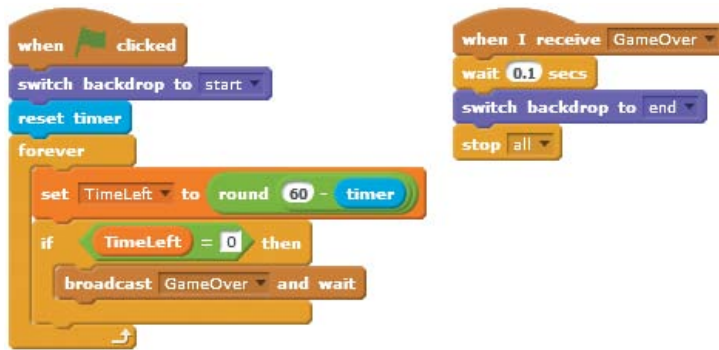 when clicked
switch backdrop to start
reset timer
forever
set TimeLeft to round 60 - timer
if TimeLeft = 0 then
broadcast GameOver and wait
when I receive GameOver
wait 0.1 secs
switch backdrop to end
stop all